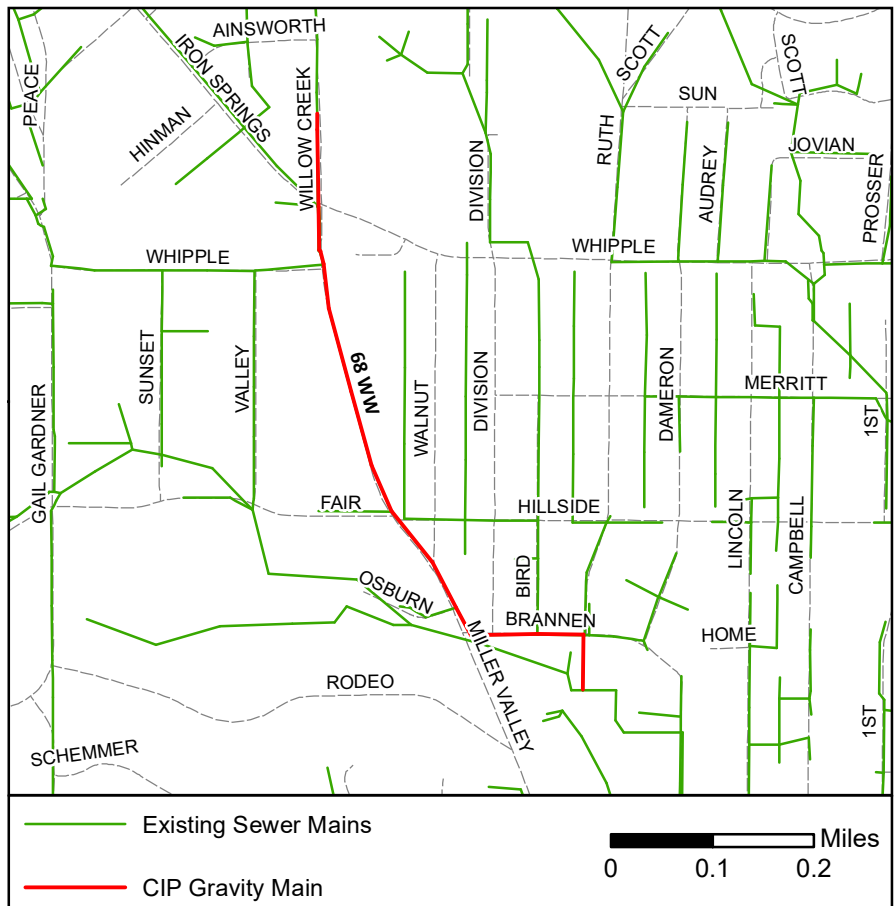 AINSWORTH
SCOTT
SCOTT
PEACE
IRON SPRINGS
SUN
HINMAN
WILLOW CREEK
DIVISION
RUTH
AUDREY
JOVIAN
PROSSER
WHIPPLE
WHIPPLE
68 WW
SUNSET
VALLEY
WALNUT
DIVISION
DAMERON
MERRITT
1ST
GAIL GARDNER
FAIR
HILLSIDE
LINCOLN
CAMPBELL
OSBURN
BIRD
BRANNEN
HOME
MILLER VALLEY
RODEO
1ST
SCHEMMER
Existing Sewer Mains
CIP Gravity Main
Miles
0 0.1 0.2